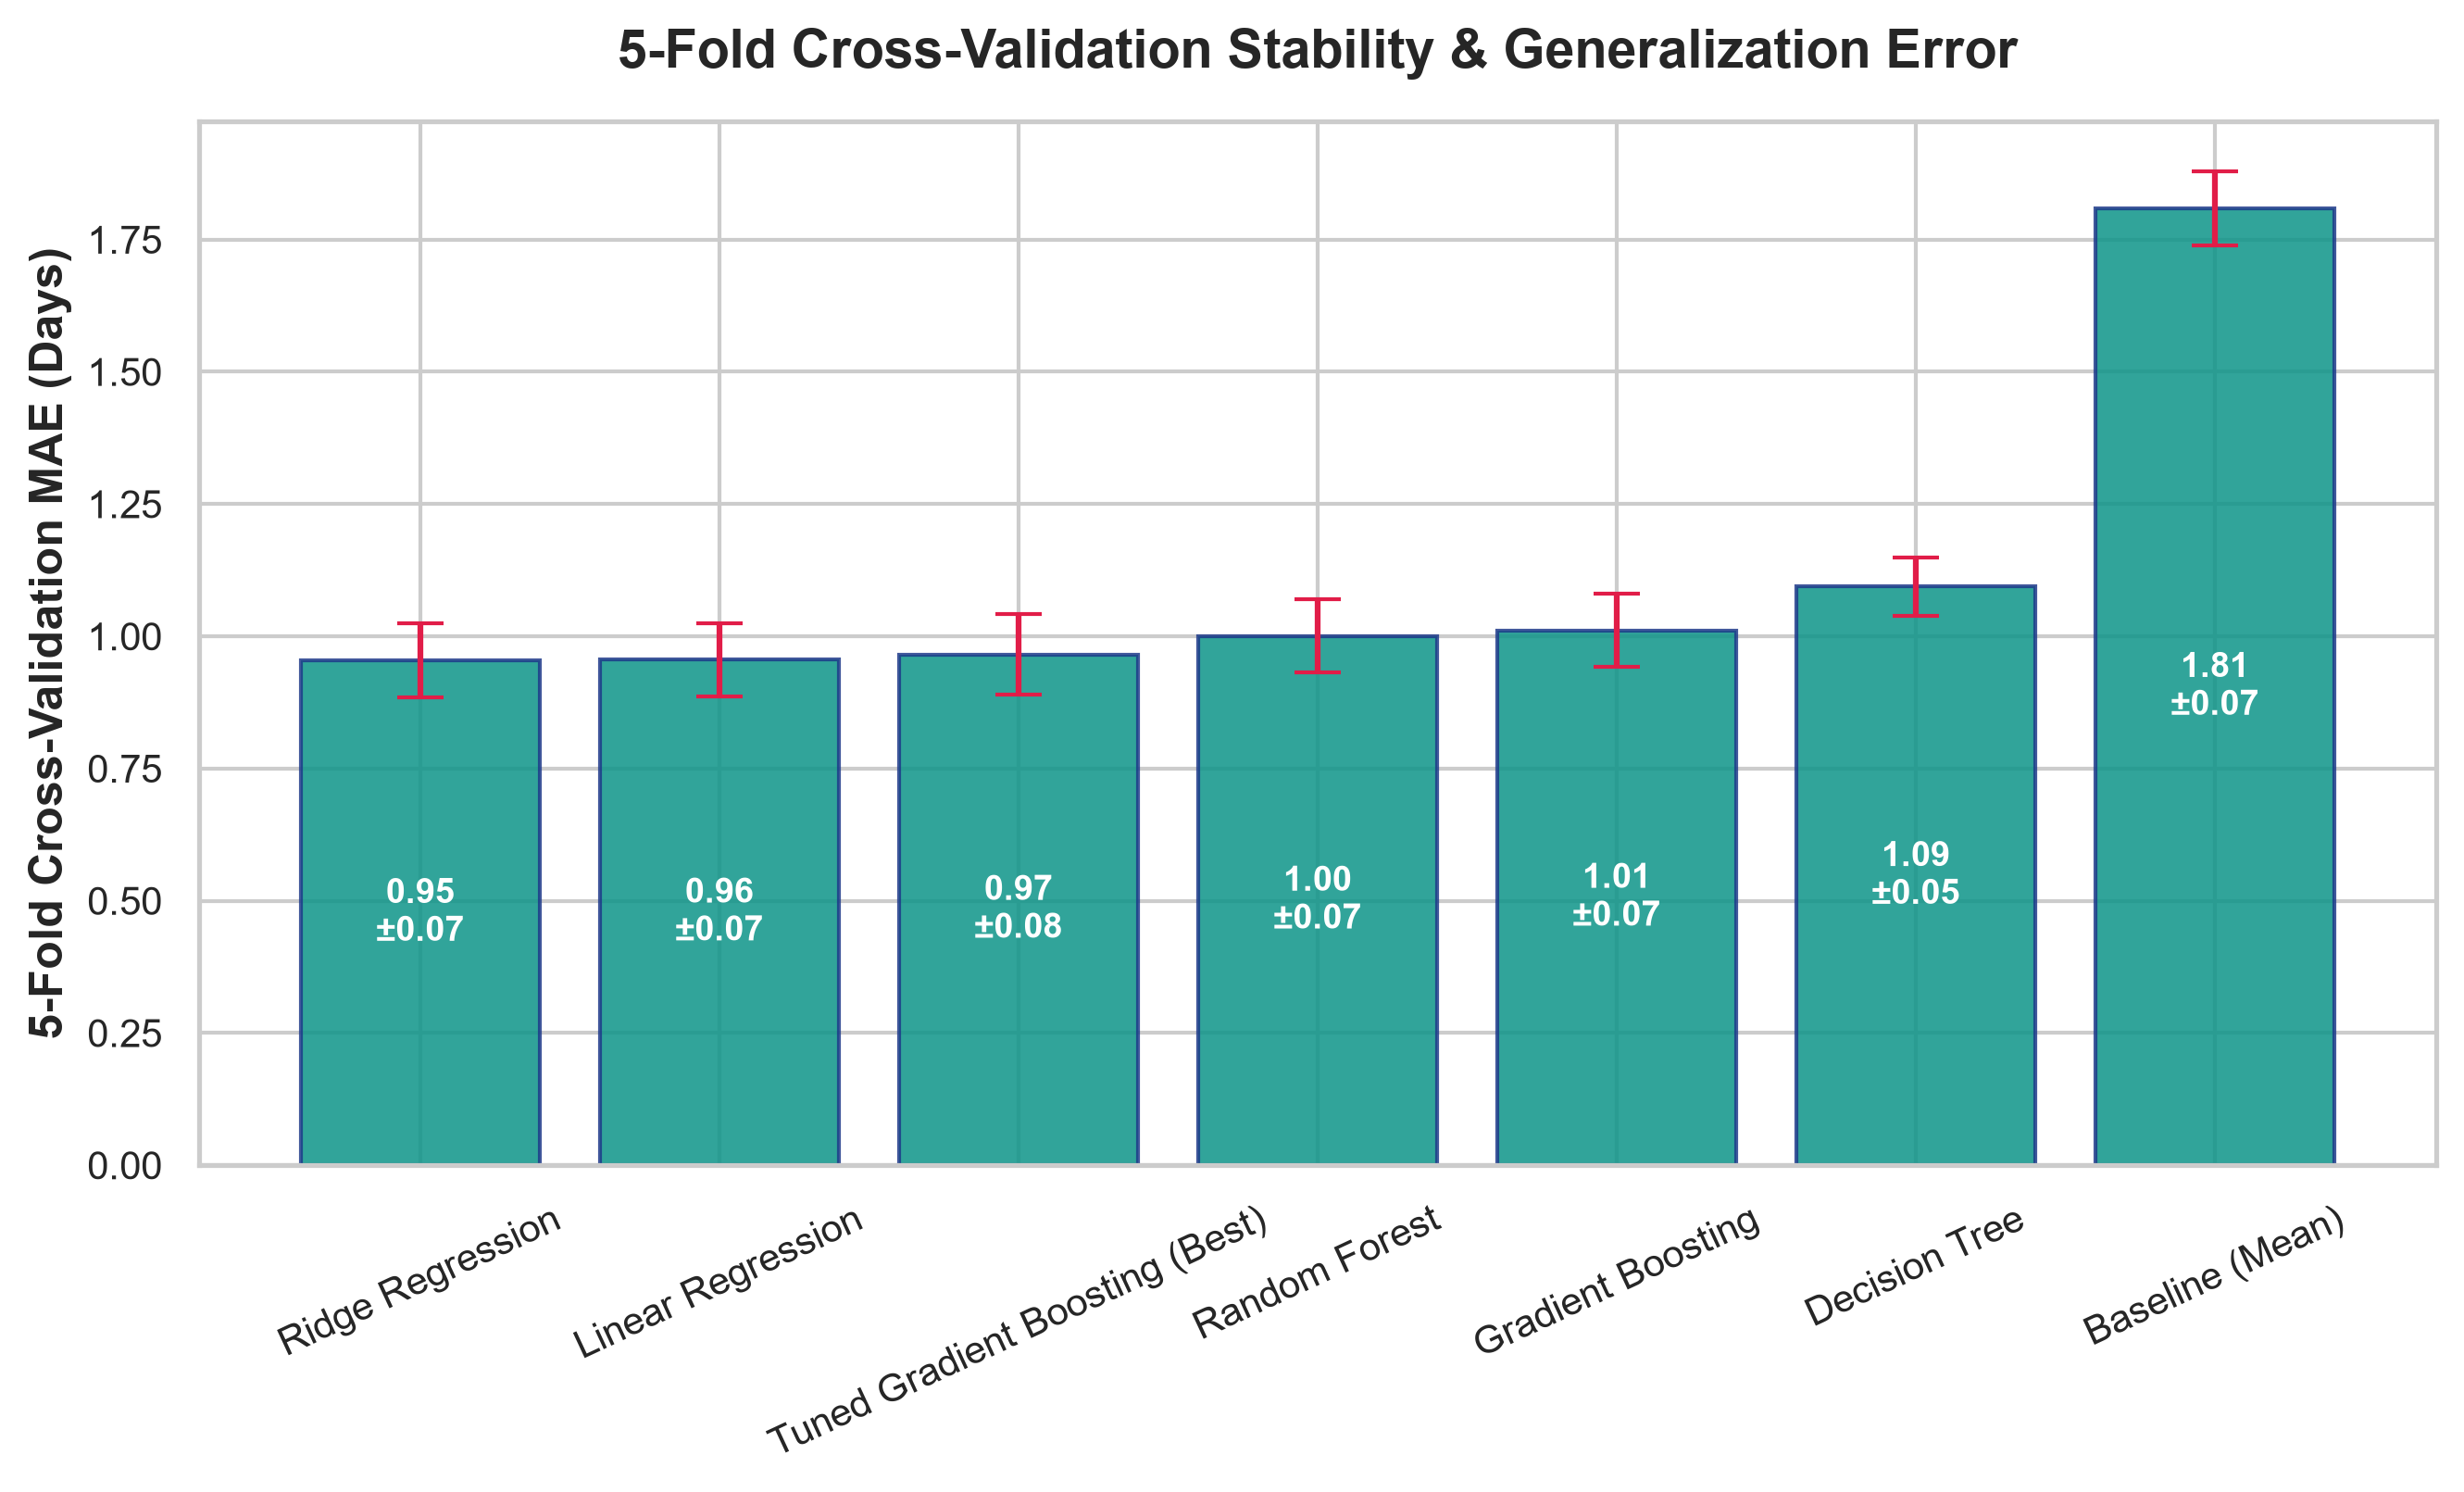 5-Fold Cross-Validation Stability & Generalization Error
5-Fold Cross-Validation MAE (Days)
1.75
1.50
1.25
1.00
0.75
0.50
0.25
0.00
0.95
±0.07
0.96
±0.07
0.97
±0.08
1.00
±0.07
1.01
±0.07
1.09
±0.05
1.81
±0.07
Ridge Regression
Linear Regression
Tuned Gradient Boosting (Best)
Random Forest
Gradient Boosting
Decision Tree
Baseline (Mean)